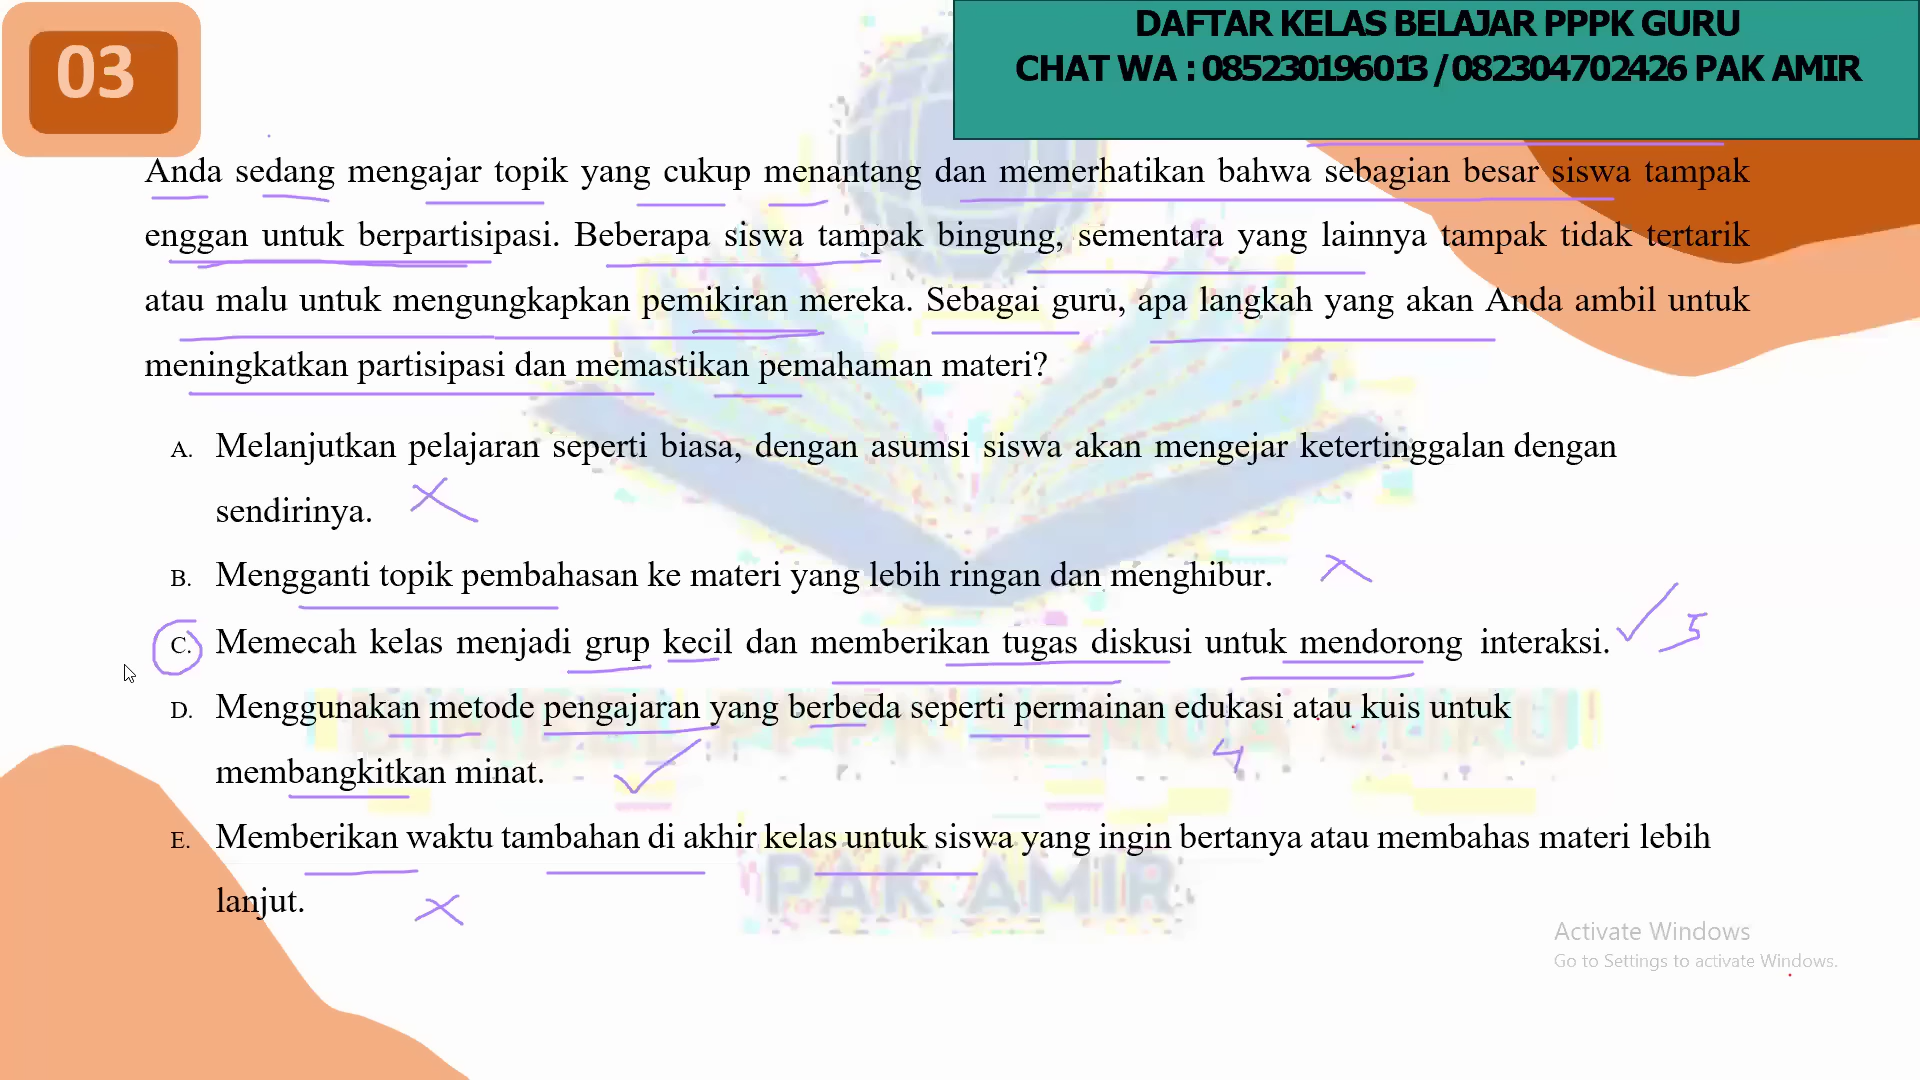 03
DAFTAR KELAS BELAJAR PPPK GURU
CHAT WA : 085230196013 / 082304702426 PAK AMIR
Anda sedang mengajar topik yang cukup menantang dan memerhatikan bahwa sebagian besar siswa tampak
enggan untuk berpartisipasi. Beberapa siswa tampak bingung, sementara yang lainnya tampak tidak tertarik
atau malu untuk mengungkapkan pemikiran mereka. Sebagai guru, apa langkah yang akan Anda ambil untuk
meningkatkan partisipasi dan memastikan pemahaman materi?
A. Melanjutkan pelajaran seperti biasa, dengan asumsi siswa akan mengejar ketertinggalan dengan
sendirinya.
B. Mengganti topik pembahasan ke materi yang lebih ringan dan menghibur.
C. Memecah kelas menjadi grup kecil dan memberikan tugas diskusi untuk mendorong interaksi. 5
D. Menggunakan metode pengajaran yang berbeda seperti permainan edukasi atau kuis untuk
membangkitkan minat. 4
E. Memberikan waktu tambahan di akhir kelas untuk siswa yang ingin bertanya atau membahas materi lebih
lanjut.
BIMBEL PPPK SEMUA GURU
PAK AMIR
Activate Windows
Go to Settings to activate Windows.